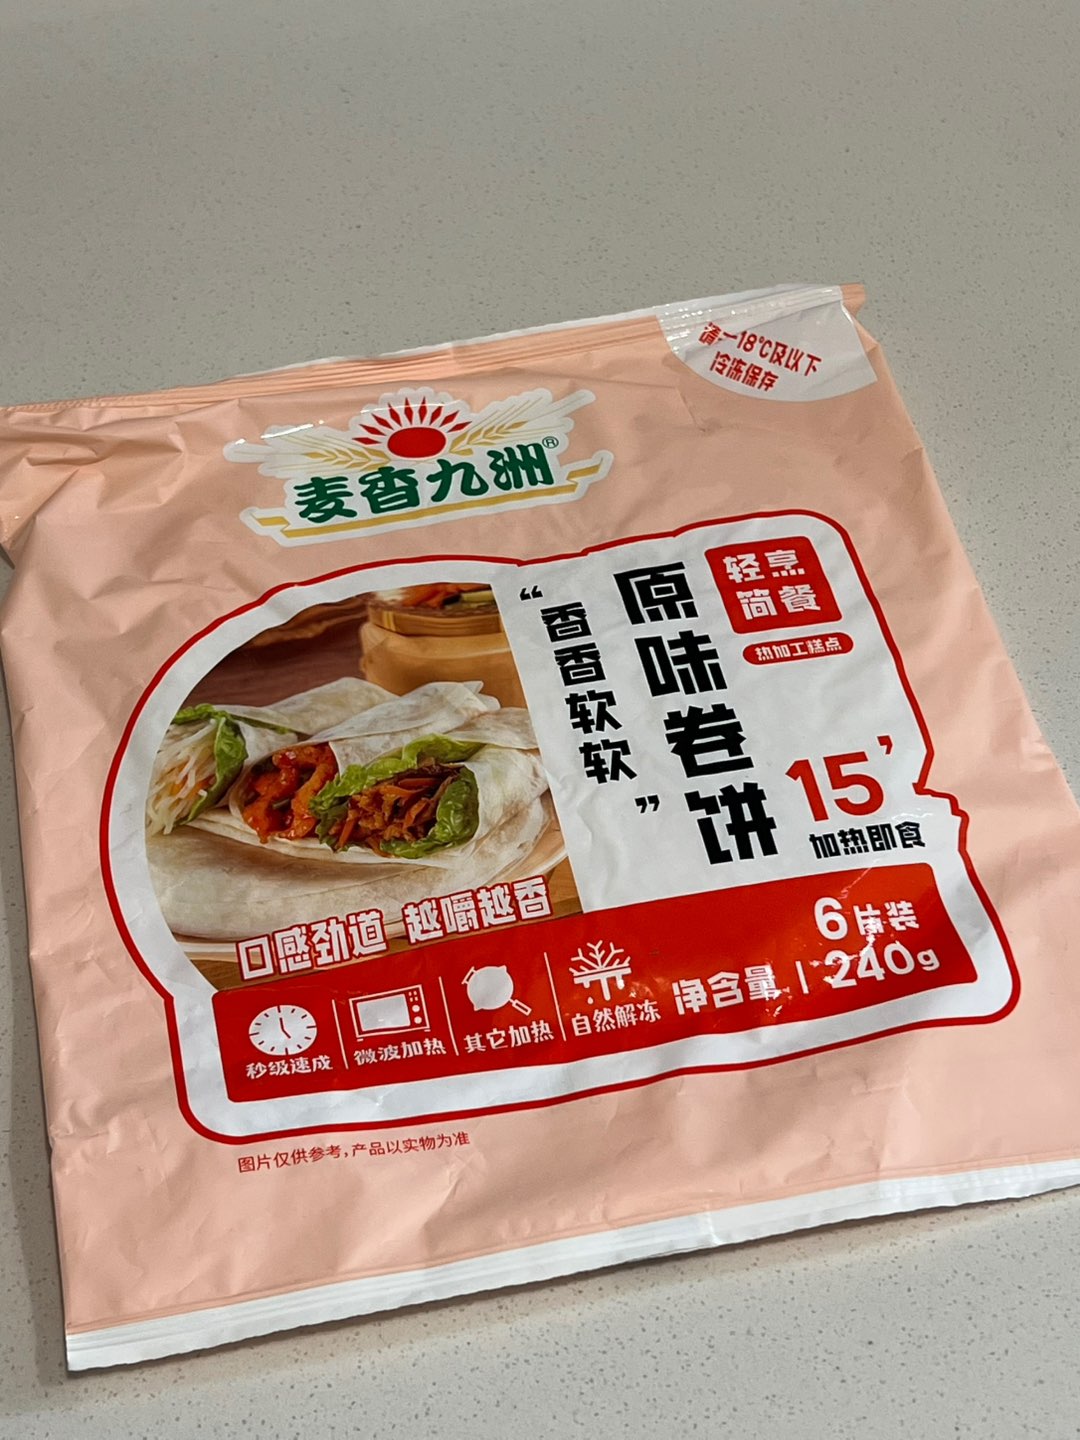 请-18℃及以下
冷冻保存
麦香九洲®
轻烹
简餐
热加工糕点
原味卷饼
“香香软软”
15’
加热即食
口感劲道 越嚼越香
6片装
净含量 | 240g
秒级速成
微波加热
其它加热
自然解冻
图片仅供参考，产品以实物为准